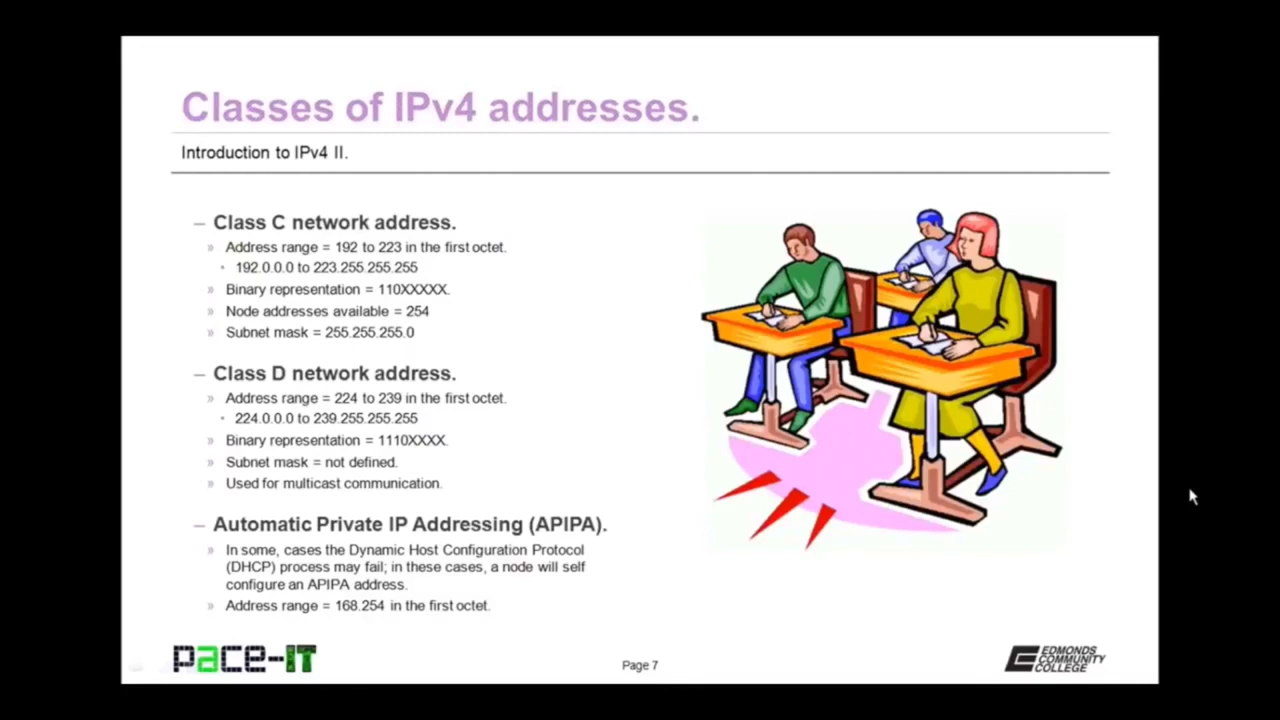 Classes of IPv4 addresses.
Introduction to IPv4 II.
– Class C network address.
» Address range = 192 to 223 in the first octet.
• 192.0.0.0 to 223.255.255.255
» Binary representation = 110XXXXX.
» Node addresses available = 254
» Subnet mask = 255.255.255.0
– Class D network address.
» Address range = 224 to 239 in the first octet.
• 224.0.0.0 to 239.255.255.255
» Binary representation = 1110XXXX.
» Subnet mask = not defined.
» Used for multicast communication.
– Automatic Private IP Addressing (APIPA).
» In some, cases the Dynamic Host Configuration Protocol
(DHCP) process may fail; in these cases, a node will self
configure an APIPA address.
» Address range = 168.254 in the first octet.
pace-IT
Page 7
EDMONDS
COMMUNITY
COLLEGE